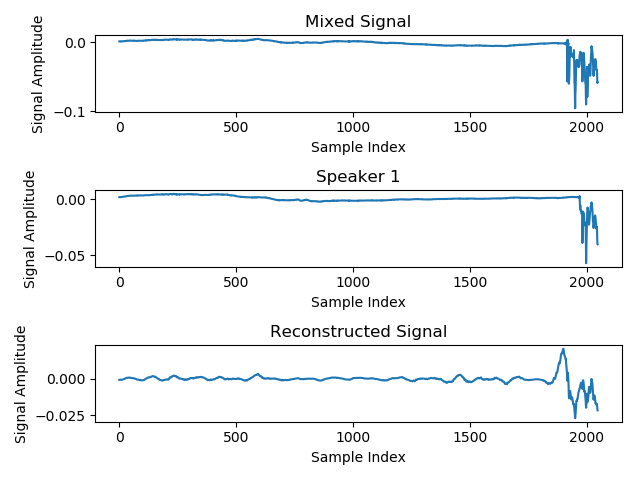 Mixed Signal
Signal Amplitude
0.0
−0.1
0 500 1000 1500 2000
Sample Index
Speaker 1
Signal Amplitude
0.00
−0.05
0 500 1000 1500 2000
Sample Index
Reconstructed Signal
Signal Amplitude
0.000
−0.025
0 500 1000 1500 2000
Sample Index